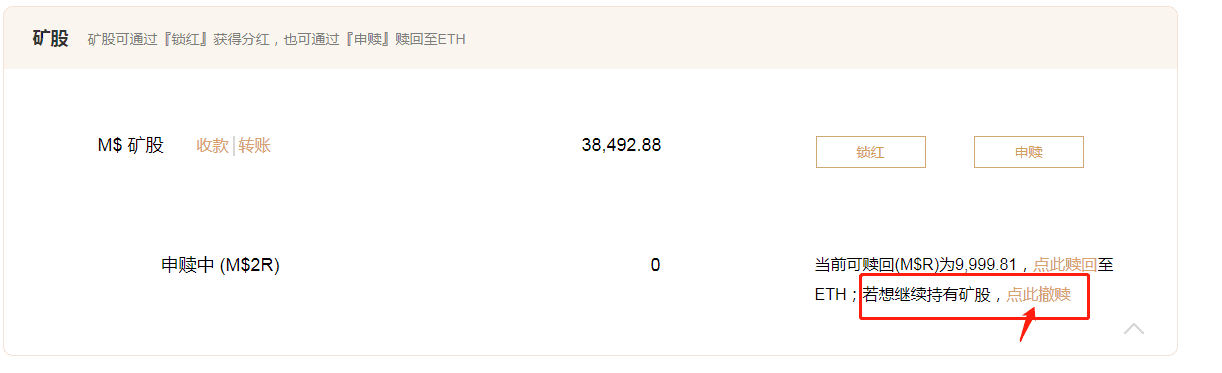 矿股 矿股可通过『锁红』获得分红，也可通过『申赎』赎回至ETH
M$ 矿股 收款|转账 38,492.88 锁红 申赎
申赎中 (M$2R) 0 当前可赎回(M$R)为9,999.81，点此赎回至
ETH；若想继续持有矿股，点此撤赎